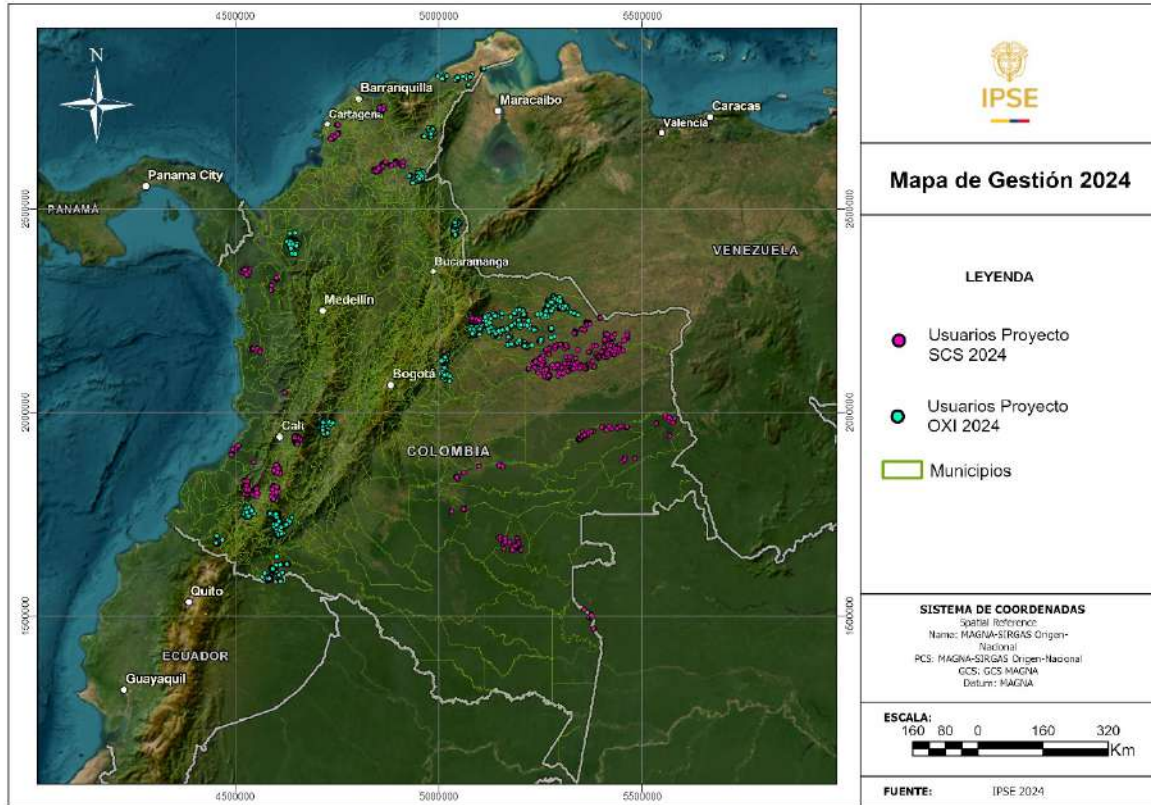 4500000
5000000
5500000
N
Barranquilla
Cartagena
Maracaibo
Caracas
Valencia
Panama City
PANAMÁ
2500000
2500000
VENEZUELA
Bucaramanga
Medellín
Bogotá
2000000
2000000
Cali
COLOMBIA
Quito
1500000
1500000
ECUADOR
Guayaquil
4500000
5000000
5500000
IPSE
Mapa de Gestión 2024
LEYENDA
Usuarios Proyecto
SCS 2024
Usuarios Proyecto
OXI 2024
Municipios
SISTEMA DE COORDENADAS
Spatial Reference
Name: MAGNA-SIRGAS Origen-
Nacional
PCS: MAGNA-SIRGAS Origen-Nacional
GCS: GCS MAGNA
Datum: MAGNA
ESCALA:
160 80 0 160 320
Km
FUENTE: IPSE 2024